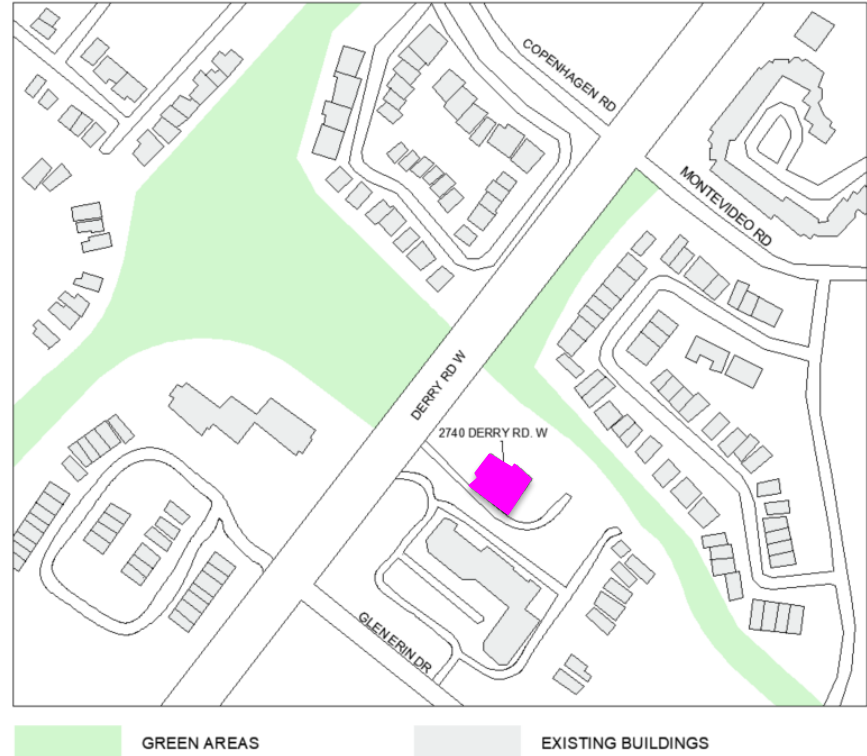 COPENHAGEN RD
MONTEVIDEO RD
DERRY RD W
2740 DERRY RD. W
GLEN ERIN DR
GREEN AREAS
EXISTING BUILDINGS